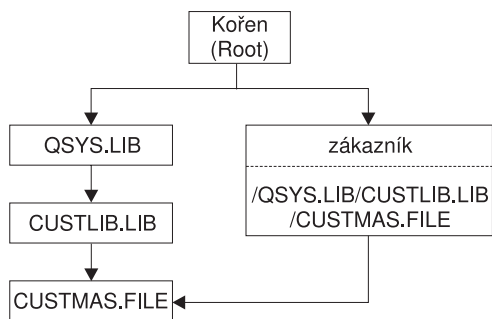 Kořen
(Root)
QSYS.LIB
zákazník
/QSYS.LIB/CUSTLIB.LIB
/CUSTMAS.FILE
CUSTLIB.LIB
CUSTMAS.FILE